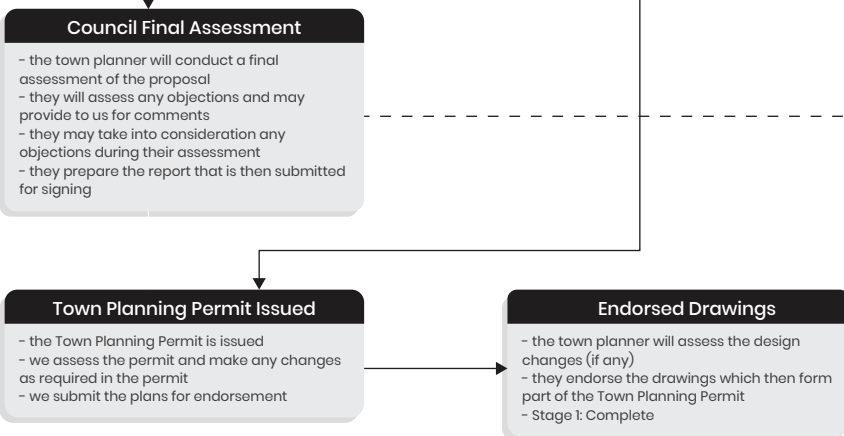 Council Final Assessment
- the town planner will conduct a final
assessment of the proposal
- they will assess any objections and may
provide to us for comments
- they may take into consideration any
objections during their assessment
- they prepare the report that is then submitted
for signing
Town Planning Permit Issued
- the Town Planning Permit is issued
- we assess the permit and make any changes
as required in the permit
- we submit the plans for endorsement
Endorsed Drawings
- the town planner will assess the design
changes (if any)
- they endorse the drawings which then form
part of the Town Planning Permit
- Stage 1: Complete